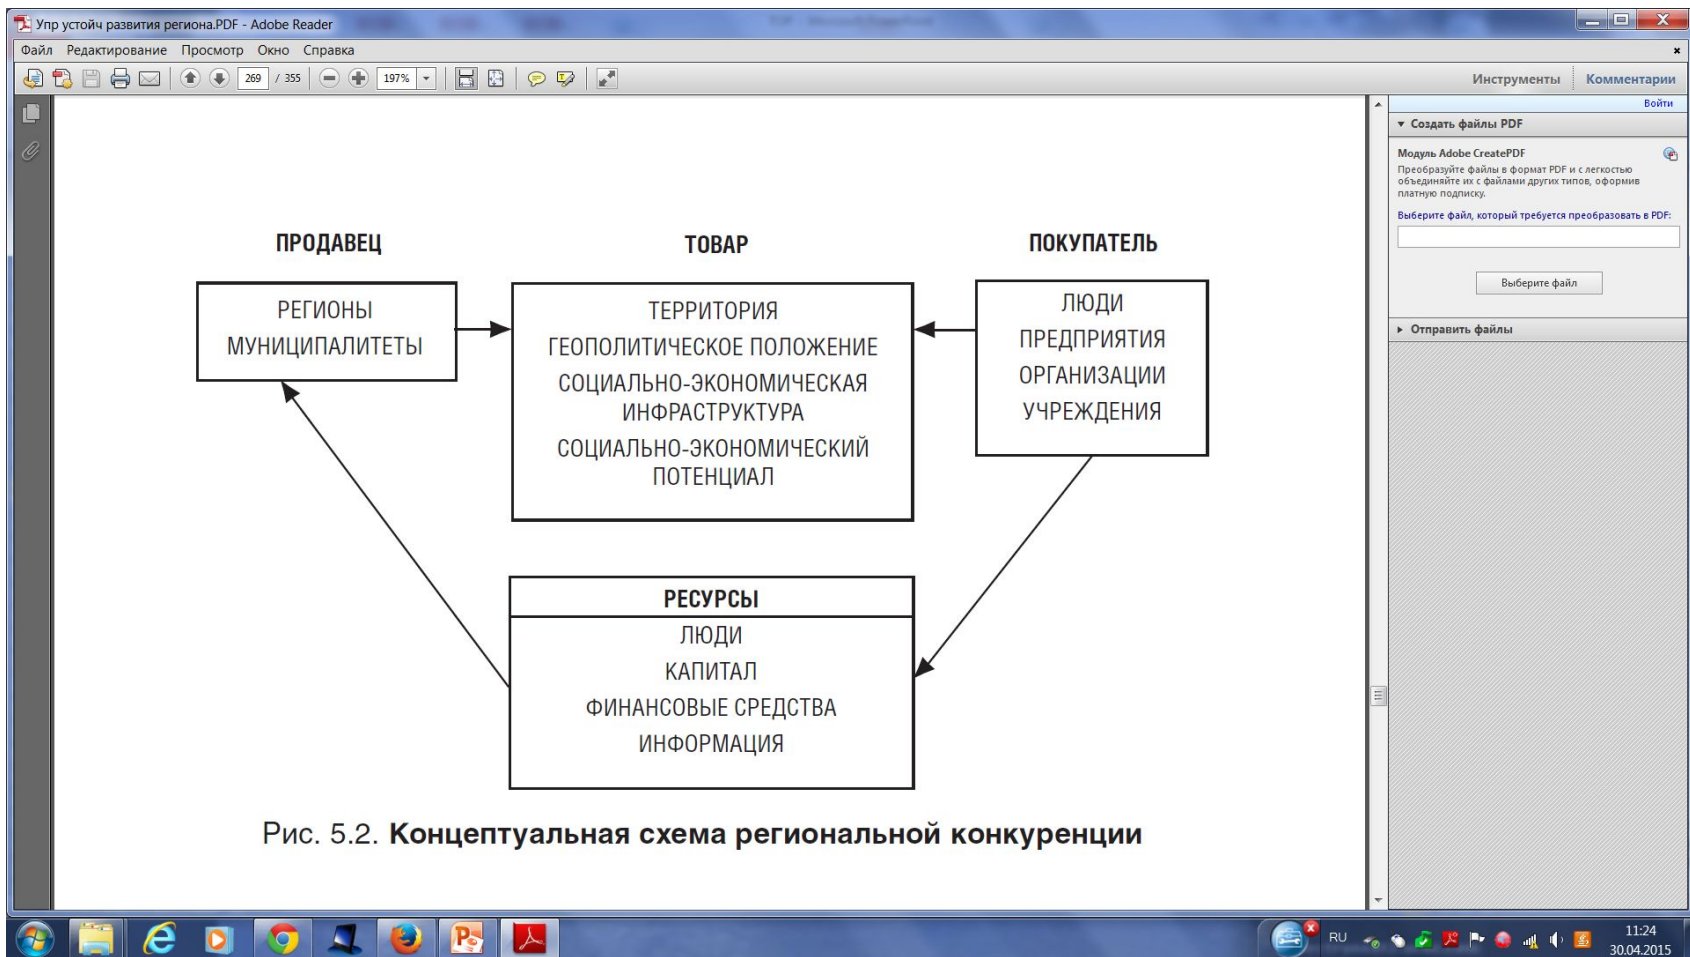 Упр устойч развития региона.PDF - Adobe Reader
Файл Редактирование Просмотр Окно Справка
269 / 355 197%
Инструменты Комментарии
Войти
Создать файлы PDF
Модуль Adobe CreatePDF
Преобразуйте файлы в формат PDF и с легкостью
объединяйте их с файлами других типов, оформив
платную подписку.
Выберите файл, который требуется преобразовать в PDF:
Выберите файл
Отправить файлы
ПРОДАВЕЦ
РЕГИОНЫ
МУНИЦИПАЛИТЕТЫ
ТОВАР
ТЕРРИТОРИЯ
ГЕОПОЛИТИЧЕСКОЕ ПОЛОЖЕНИЕ
СОЦИАЛЬНО-ЭКОНОМИЧЕСКАЯ
ИНФРАСТРУКТУРА
СОЦИАЛЬНО-ЭКОНОМИЧЕСКИЙ
ПОТЕНЦИАЛ
ПОКУПАТЕЛЬ
ЛЮДИ
ПРЕДПРИЯТИЯ
ОРГАНИЗАЦИИ
УЧРЕЖДЕНИЯ
РЕСУРСЫ
ЛЮДИ
КАПИТАЛ
ФИНАНСОВЫЕ СРЕДСТВА
ИНФОРМАЦИЯ
Рис. 5.2. Концептуальная схема региональной конкуренции
RU
11:24
30.04.2015